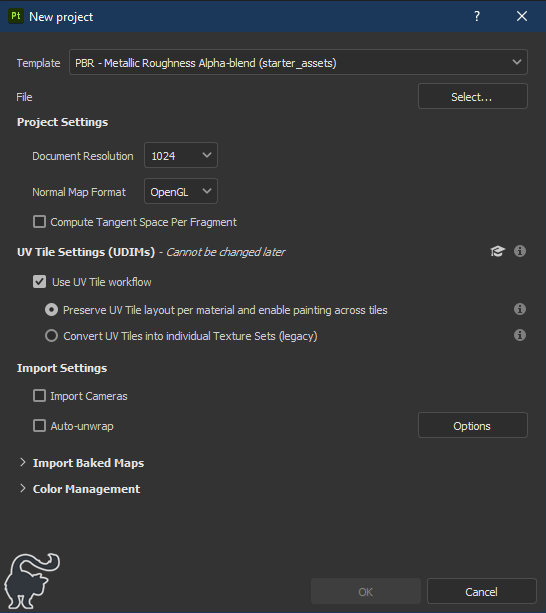 Pt New project ? ×
Template PBR - Metallic Roughness Alpha-blend (starter_assets)
File Select...
Project Settings
Document Resolution 1024
Normal Map Format OpenGL
Compute Tangent Space Per Fragment
UV Tile Settings (UDIMs) - Cannot be changed later
Use UV Tile workflow
Preserve UV Tile layout per material and enable painting across tiles
Convert UV Tiles into individual Texture Sets (legacy)
Import Settings
Import Cameras
Auto-unwrap Options
Import Baked Maps
Color Management
OK Cancel